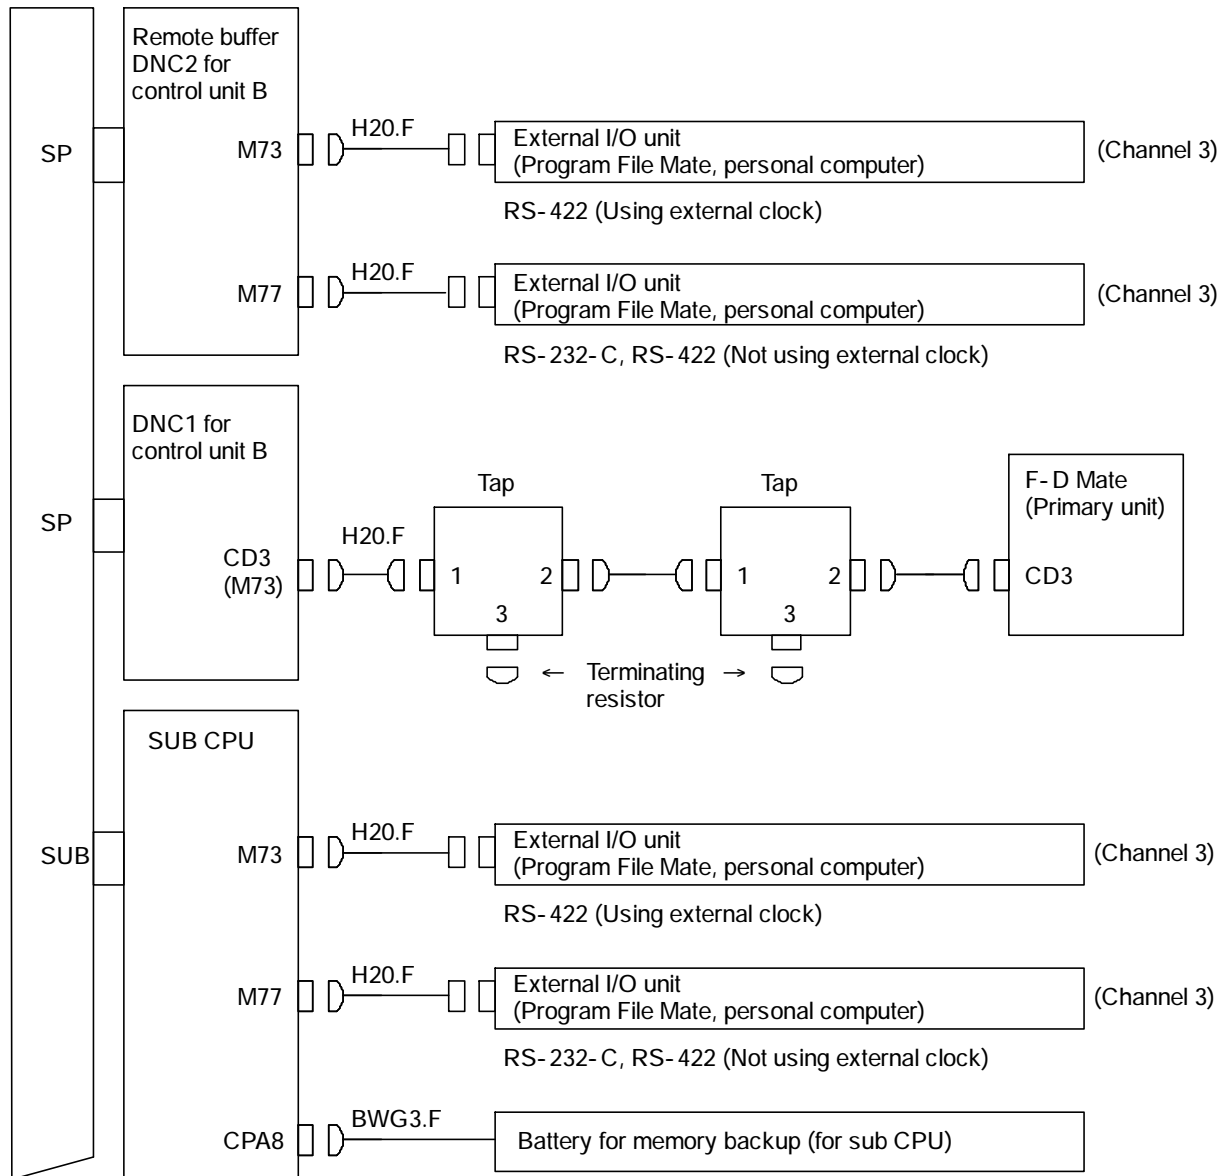 Remote buffer
DNC2 for
control unit B
SP
M73
H20.F
External I/O unit
(Program File Mate, personal computer)
(Channel 3)
RS-422 (Using external clock)
M77
H20.F
External I/O unit
(Program File Mate, personal computer)
(Channel 3)
RS-232-C, RS-422 (Not using external clock)
DNC1 for
control unit B
SP
CD3
(M73)
H20.F
Tap
1
2
3
Tap
1
2
3
F-D Mate
(Primary unit)
CD3
← Terminating →
resistor
SUB CPU
SUB
M73
H20.F
External I/O unit
(Program File Mate, personal computer)
(Channel 3)
RS-422 (Using external clock)
M77
H20.F
External I/O unit
(Program File Mate, personal computer)
(Channel 3)
RS-232-C, RS-422 (Not using external clock)
CPA8
BWG3.F
Battery for memory backup (for sub CPU)